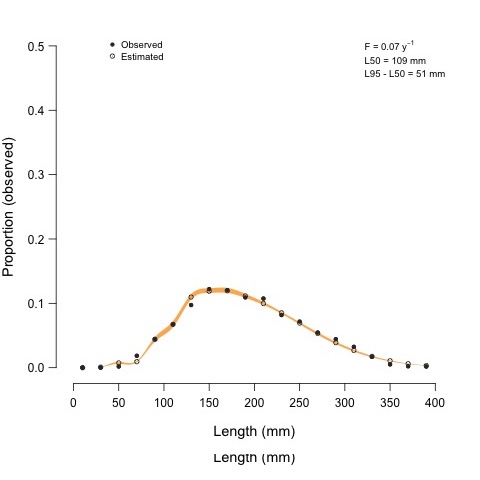 Observed
Estimated
F = 0.07 y⁻¹
L50 = 109 mm
L95 - L50 = 51 mm
Proportion (observed)
0.5
0.4
0.3
0.2
0.1
0.0
0 50 100 150 200 250 300 350 400
Length (mm)
Length (mm)